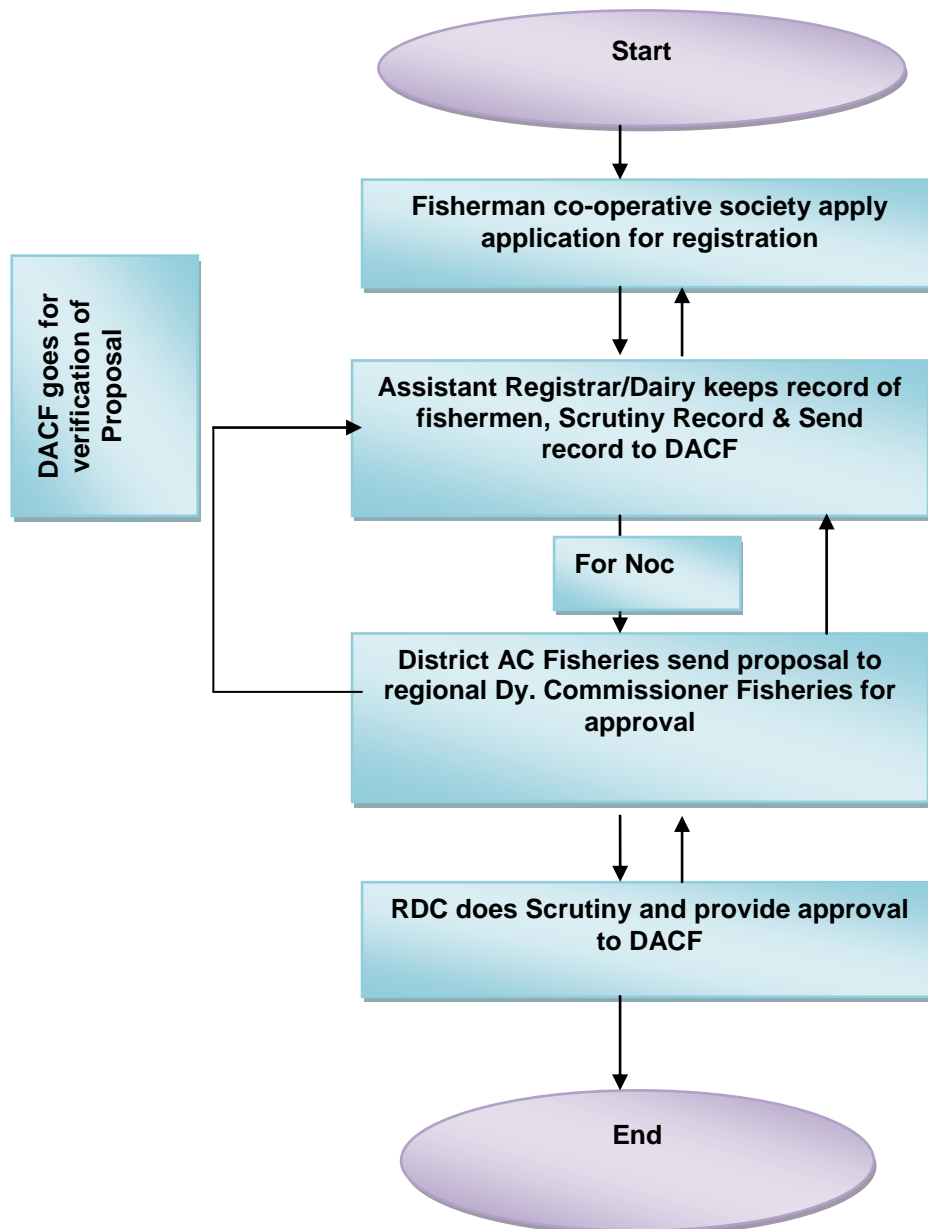 Start
Fisherman co-operative society apply
application for registration
DACF goes for
verification of
Proposal
Assistant Registrar/Dairy keeps record of
fishermen, Scrutiny Record & Send
record to DACF
For Noc
District AC Fisheries send proposal to
regional Dy. Commissioner Fisheries for
approval
RDC does Scrutiny and provide approval
to DACF
End